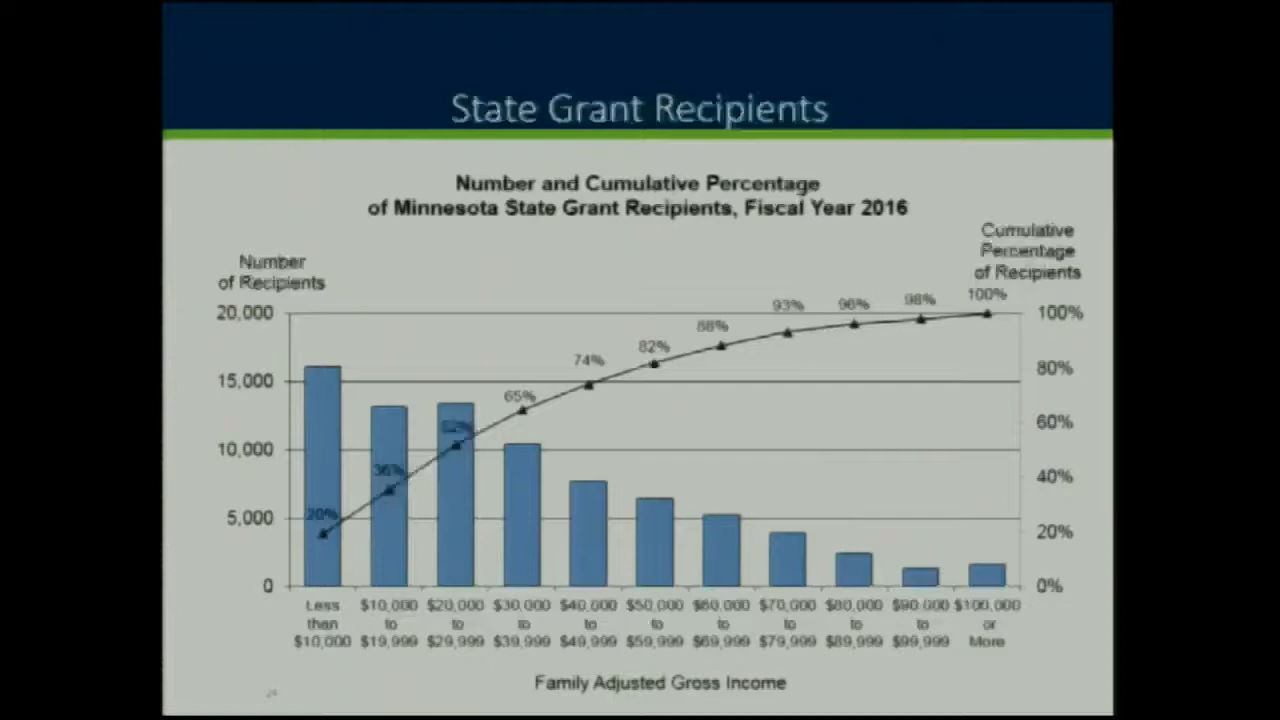 State Grant Recipients
Number and Cumulative Percentage
of Minnesota State Grant Recipients, Fiscal Year 2016
Number
of Recipients
Cumulative
Percentage
of Recipients
20,000
15,000
10,000
5,000
0
20%
36%
52%
65%
74%
82%
88%
93%
96%
98%
100%
100%
80%
60%
40%
20%
0%
Less than $10,000
$10,000 to $19,999
$20,000 to $29,999
$30,000 to $39,999
$40,000 to $49,999
$50,000 to $59,999
$60,000 to $69,999
$70,000 to $79,999
$80,000 to $89,999
$90,000 to $99,999
$100,000 or More
Family Adjusted Gross Income